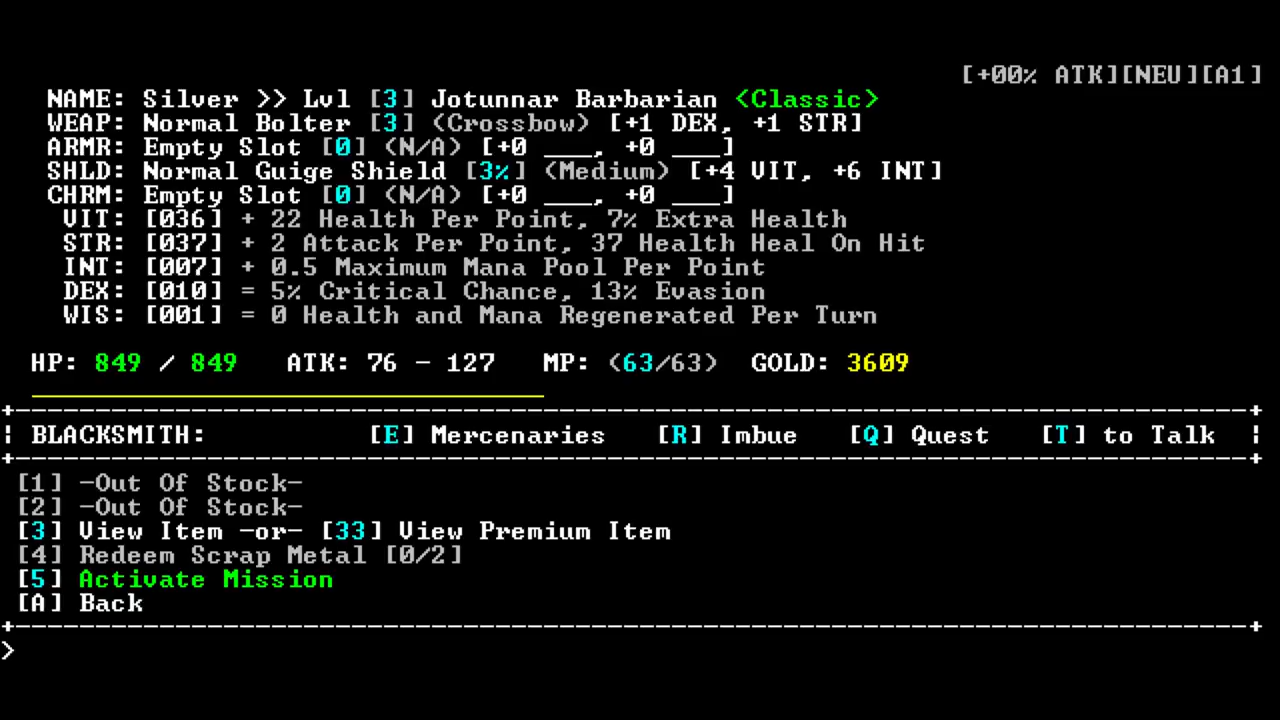 [+00% ATK][NEU][A1]
NAME: Silver >> Lvl [3] Jotunnar Barbarian <Classic>
WEAP: Normal Bolter [3] (Crossbow) [+1 DEX, +1 STR]
ARMR: Empty Slot [0] (N/A) [+0 ___, +0 ___]
SHLD: Normal Guige Shield [3%] (Medium) [+4 VIT, +6 INT]
CHRM: Empty Slot [0] (N/A) [+0 ___, +0 ___]
VIT: [036] + 22 Health Per Point, 7% Extra Health
STR: [037] + 2 Attack Per Point, 37 Health Heal On Hit
INT: [007] + 0.5 Maximum Mana Pool Per Point
DEX: [010] = 5% Critical Chance, 13% Evasion
WIS: [001] = 0 Health and Mana Regenerated Per Turn
HP: 849 / 849 ATK: 76 - 127 MP: (63/63) GOLD: 3609
BLACKSMITH: [E] Mercenaries [R] Imbue [Q] Quest [T] to Talk
[1] -Out Of Stock-
[2] -Out Of Stock-
[3] View Item -or- [33] View Premium Item
[4] Redeem Scrap Metal [0/2]
[5] Activate Mission
[A] Back
>